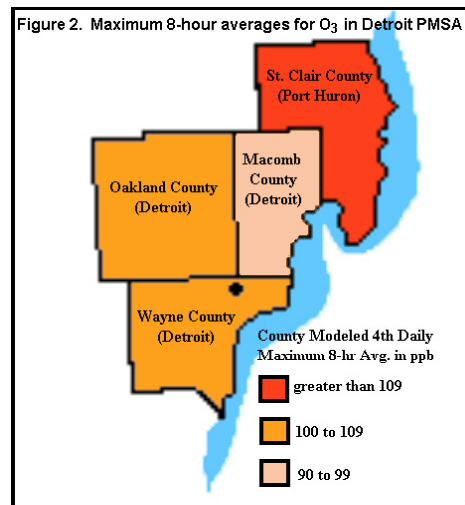 Figure 2. Maximum 8-hour averages for O₃ in Detroit PMSA
St. Clair County
(Port Huron)
Macomb
County
(Detroit)
Oakland County
(Detroit)
Wayne County
(Detroit)
County Modeled 4th Daily
Maximum 8-hr Avg. in ppb
greater than 109
100 to 109
90 to 99